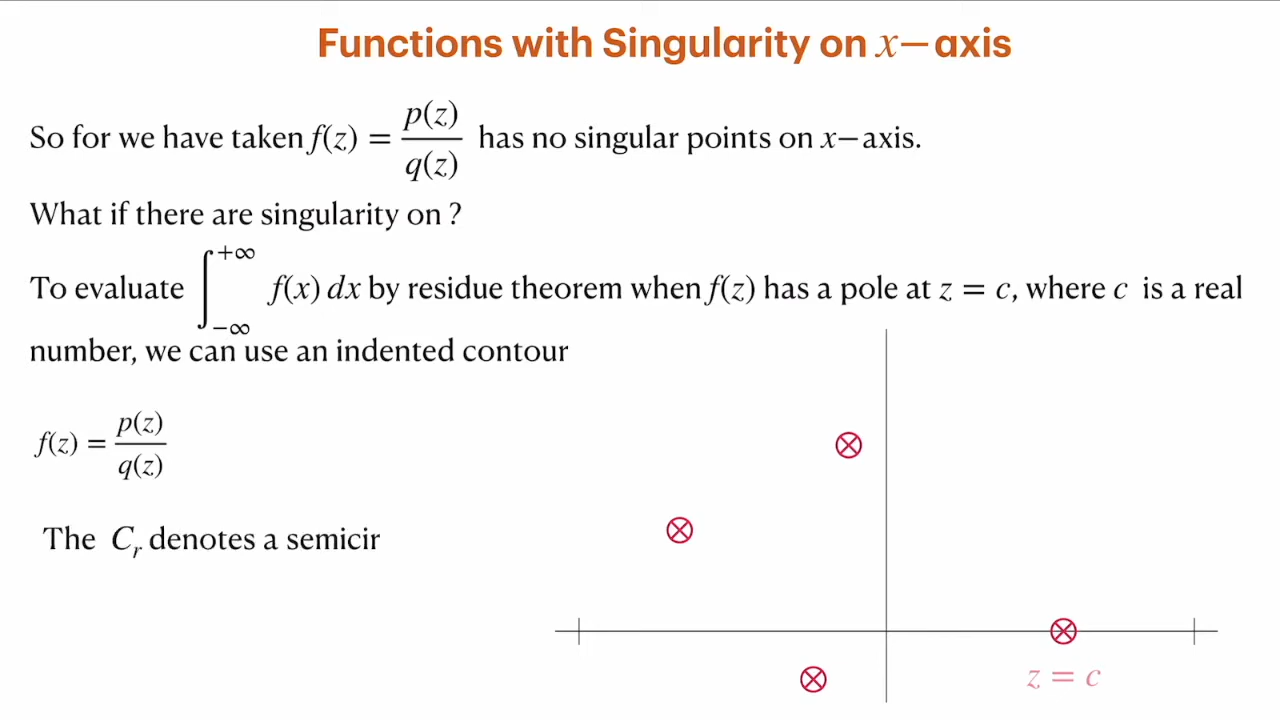 Functions with Singularity on x−axis
So for we have taken f(z) = p(z)/q(z) has no singular points on x−axis.
What if there are singularity on ?
To evaluate ∫_{−∞}^{+∞} f(x) dx by residue theorem when f(z) has a pole at z = c, where c is a real
number, we can use an indented contour
f(z) = p(z)/q(z)
The C_r denotes a semicir
z = c